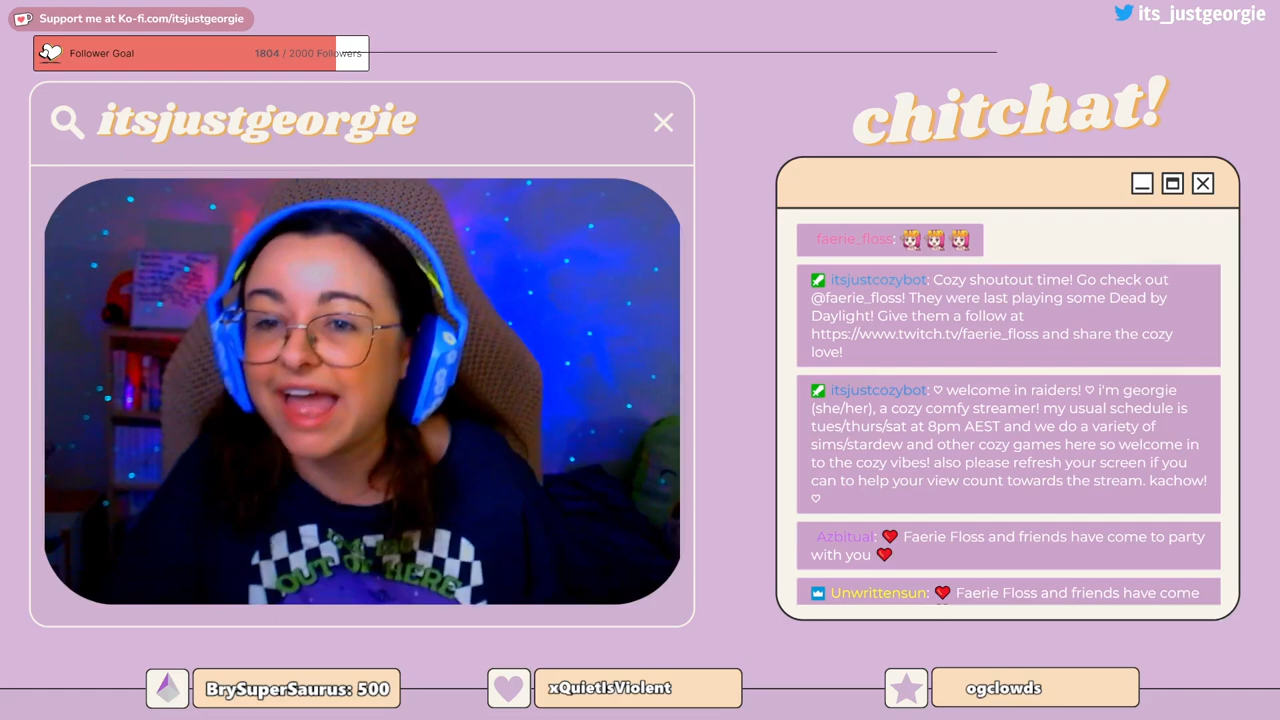 Support me at Ko-fi.com/itsjustgeorgie
its_justgeorgie
Follower Goal 1804 / 2000 Followers
itsjustgeorgie
chitchat!
faerie_floss:
itsjustcozybot: Cozy shoutout time! Go check out
@faerie_floss! They were last playing some Dead by
Daylight! Give them a follow at
https://www.twitch.tv/faerie_floss and share the cozy
love!
itsjustcozybot: ♡ welcome in raiders! ♡ i'm georgie
(she/her), a cozy comfy streamer! my usual schedule is
tues/thurs/sat at 8pm AEST and we do a variety of
sims/stardew and other cozy games here so welcome in
to the cozy vibes! also please refresh your screen if you
can to help your view count towards the stream. kachow!
♡
Azbitual: ❤ Faerie Floss and friends have come to party
with you ❤
Unwrittensun: ❤ Faerie Floss and friends have come
OUT OF HERE
BrySuperSaurus: 500
xQuietIsViolent
ogclowds